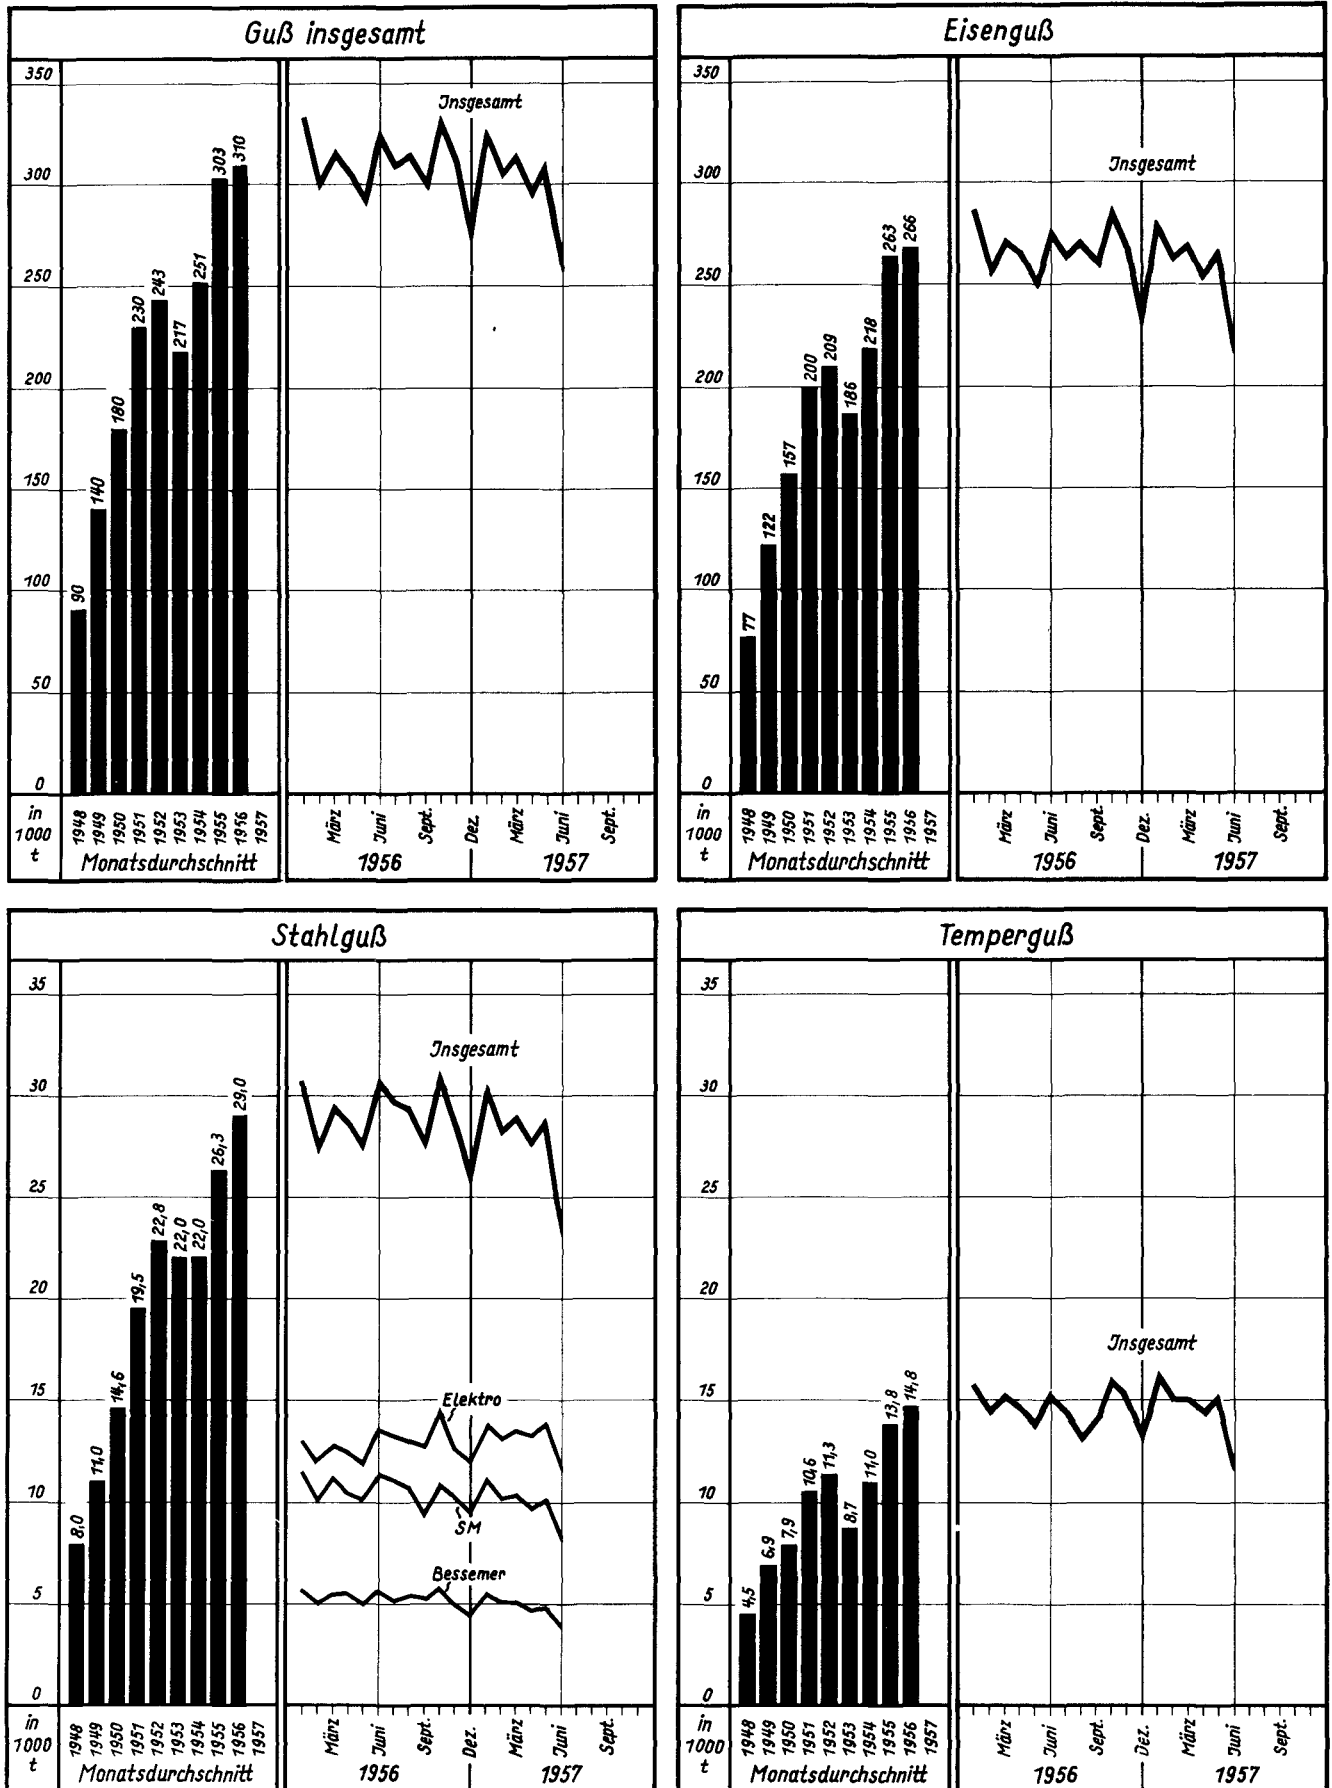 Guß insgesamt
350
300
250
200
150
100
50
0
90
140
180
230
243
217
251
303
310
Insgesamt
in
1000
t
1948
1949
1950
1951
1952
1953
1954
1955
1956
1957
Monatsdurchschnitt
März
Juni
Sept.
Dez.
März
Juni
Sept.
1956
1957
Eisenguß
350
300
250
200
150
100
50
0
77
122
157
200
209
186
218
263
266
Insgesamt
in
1000
t
1948
1949
1950
1951
1952
1953
1954
1955
1956
1957
Monatsdurchschnitt
März
Juni
Sept.
Dez.
März
Juni
Sept.
1956
1957
Stahlguß
35
30
25
20
15
10
5
0
8,0
11,0
14,6
19,5
22,8
22,0
22,0
26,3
29,0
Insgesamt
Elektro
SM
Bessemer
in
1000
t
1948
1949
1950
1951
1952
1953
1954
1955
1956
1957
Monatsdurchschnitt
März
Juni
Sept.
Dez.
März
Juni
Sept.
1956
1957
Temperguß
35
30
25
20
15
10
5
0
4,5
6,9
7,9
10,6
11,3
8,7
11,0
13,8
14,8
Insgesamt
in
1000
t
1948
1949
1950
1951
1952
1953
1954
1955
1956
1957
Monatsdurchschnitt
März
Juni
Sept.
Dez.
März
Juni
Sept.
1956
1957